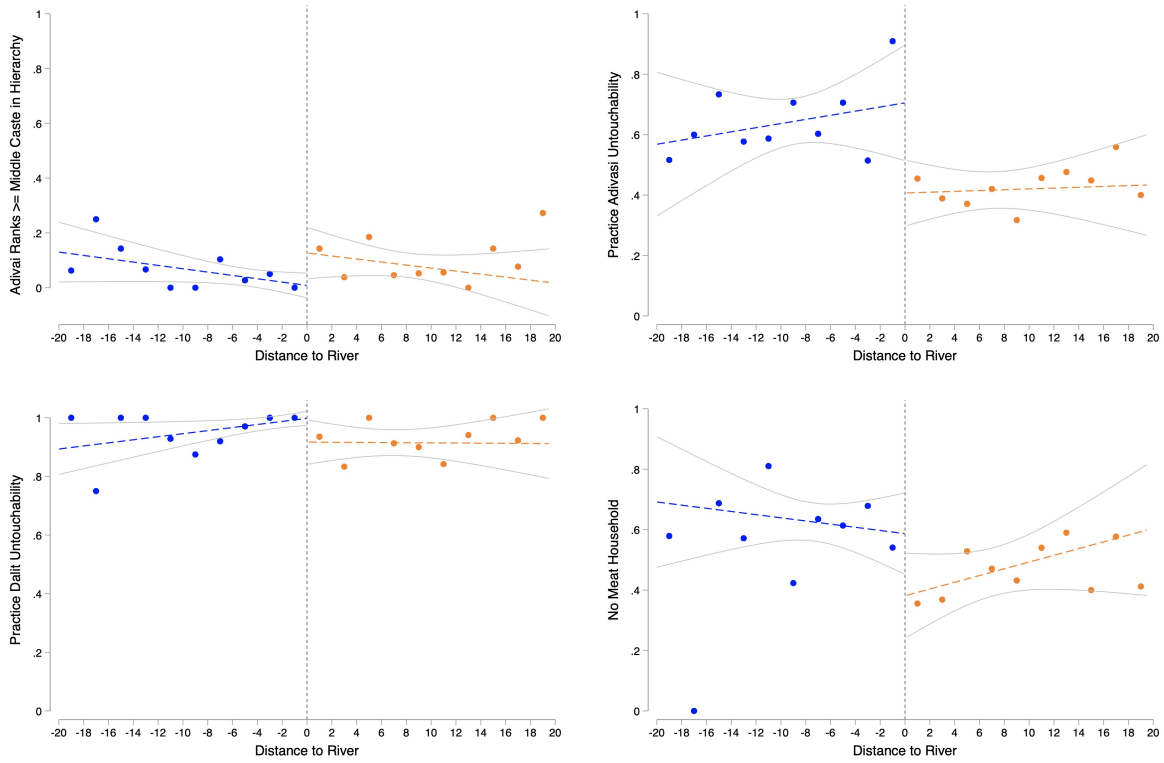 Adivai Ranks >= Middle Caste in Hierarchy
1
.8
.6
.4
.2
0
-20 -18 -16 -14 -12 -10 -8 -6 -4 -2 0 2 4 6 8 10 12 14 16 18 20
Distance to River
Practice Adivasi Untouchability
1
.8
.6
.4
.2
0
-20 -18 -16 -14 -12 -10 -8 -6 -4 -2 0 2 4 6 8 10 12 14 16 18 20
Distance to River
Practice Dalit Untouchability
1
.8
.6
.4
.2
0
-20 -18 -16 -14 -12 -10 -8 -6 -4 -2 0 2 4 6 8 10 12 14 16 18 20
Distance to River
No Meat Household
1
.8
.6
.4
.2
0
-20 -18 -16 -14 -12 -10 -8 -6 -4 -2 0 2 4 6 8 10 12 14 16 18 20
Distance to River